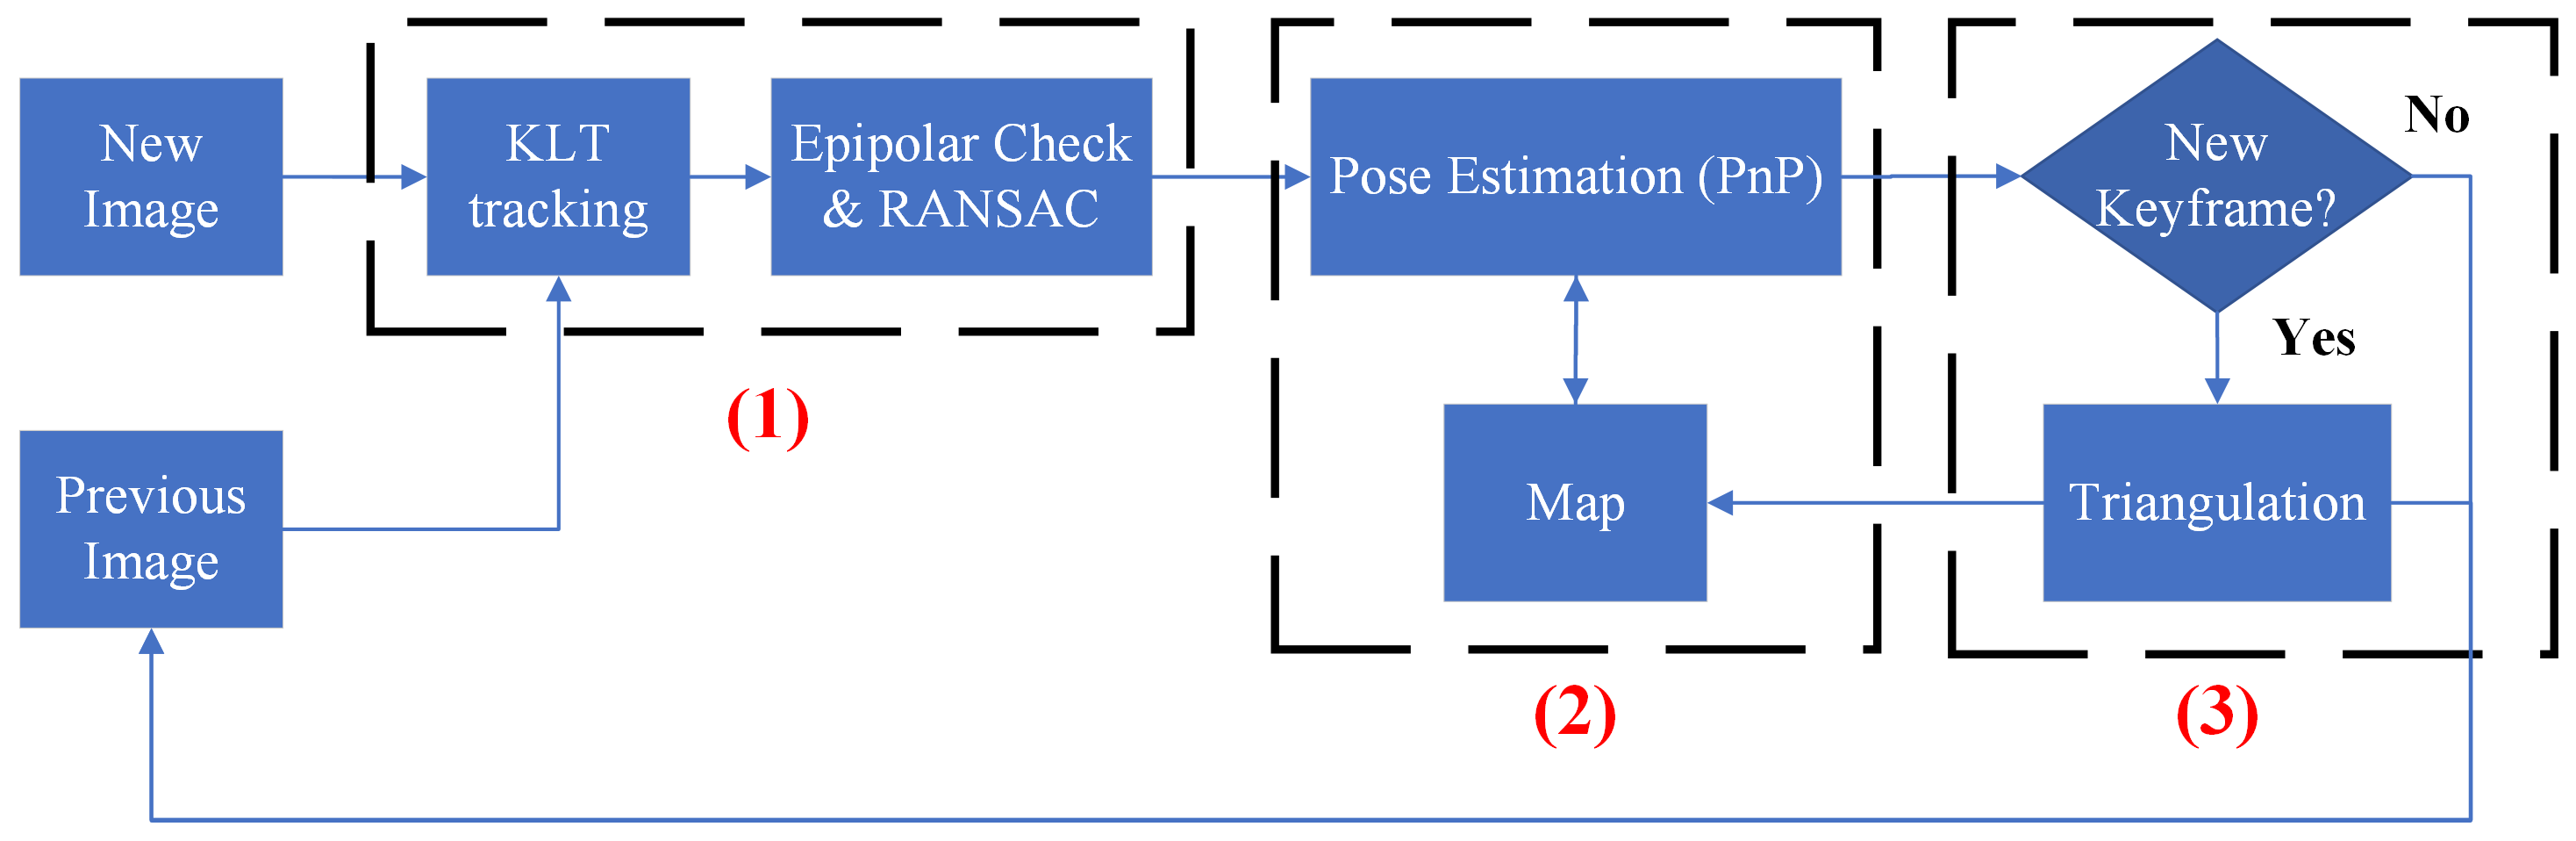 New
Image
KLT
tracking
Epipolar Check
& RANSAC
Pose Estimation (PnP)
New
Keyframe?
No
Yes
(1)
Previous
Image
Map
Triangulation
(2)
(3)